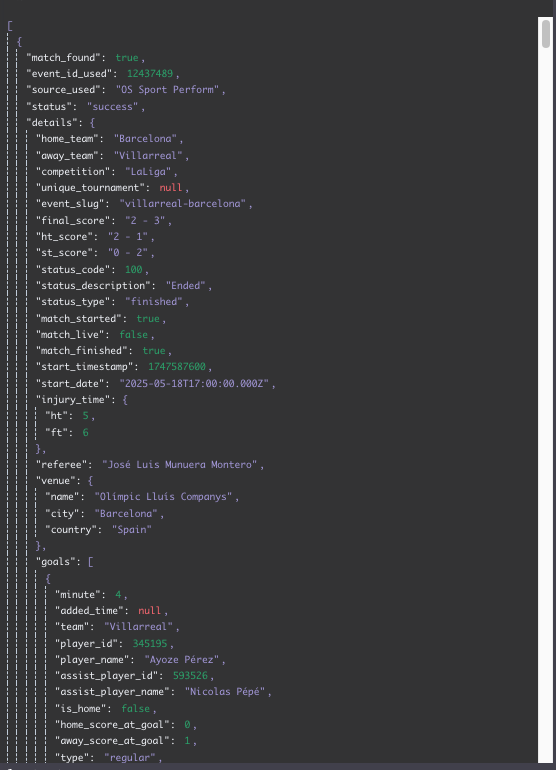 [
{
"match_found": true,
"event_id_used": 12437489,
"source_used": "OS Sport Perform",
"status": "success",
"details": {
"home_team": "Barcelona",
"away_team": "Villarreal",
"competition": "LaLiga",
"unique_tournament": null,
"event_slug": "villarreal-barcelona",
"final_score": "2 - 3",
"ht_score": "2 - 1",
"st_score": "0 - 2",
"status_code": 100,
"status_description": "Ended",
"status_type": "finished",
"match_started": true,
"match_live": false,
"match_finished": true,
"start_timestamp": 1747587600,
"start_date": "2025-05-18T17:00:00.000Z",
"injury_time": {
"ht": 5,
"ft": 6
},
"referee": "José Luis Munuera Montero",
"venue": {
"name": "Olímpic Lluís Companys",
"city": "Barcelona",
"country": "Spain"
},
"goals": [
{
"minute": 4,
"added_time": null,
"team": "Villarreal",
"player_id": 345195,
"player_name": "Ayoze Pérez",
"assist_player_id": 593526,
"assist_player_name": "Nicolas Pépé",
"is_home": false,
"home_score_at_goal": 0,
"away_score_at_goal": 1,
"type": "regular",